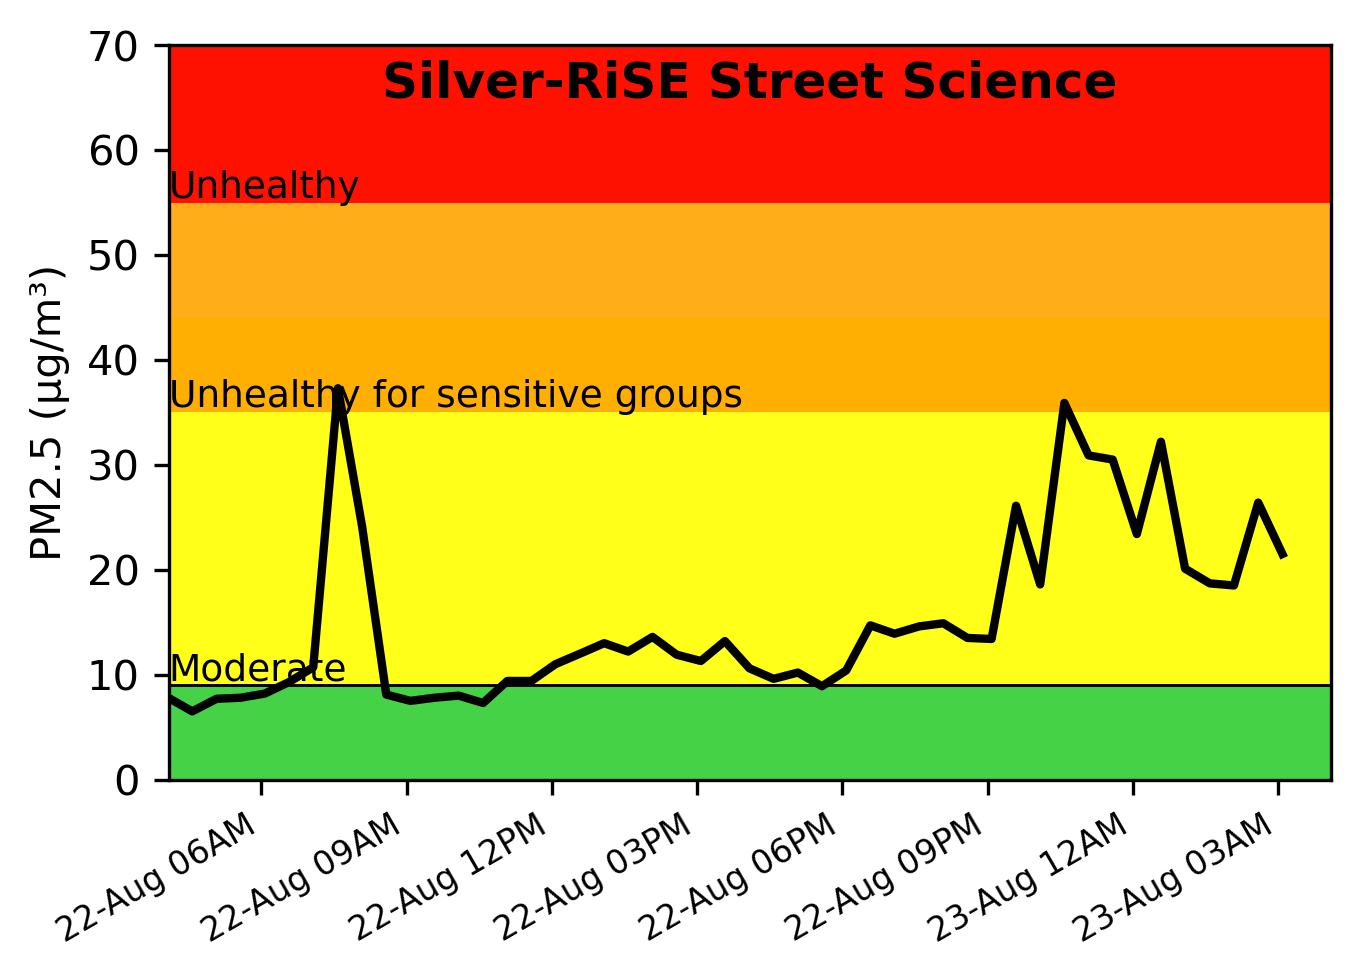 Silver-RiSE Street Science
PM2.5 (µg/m³)
70
60
50
40
30
20
10
0
Unhealthy
Unhealthy for sensitive groups
Moderate
22-Aug 06AM
22-Aug 09AM
22-Aug 12PM
22-Aug 03PM
22-Aug 06PM
22-Aug 09PM
23-Aug 12AM
23-Aug 03AM